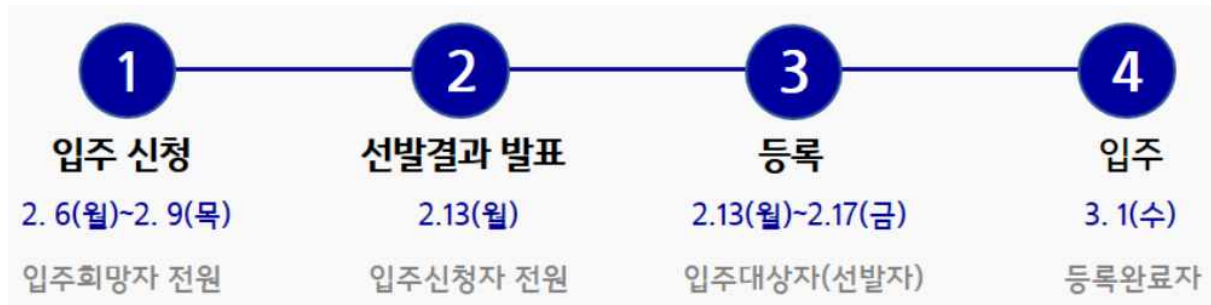 1 2 3 4
입주 신청 선발결과 발표 등록 입주
2. 6(월)~2. 9(목) 2.13(월) 2.13(월)~2.17(금) 3. 1(수)
입주희망자 전원 입주신청자 전원 입주대상자(선발자) 등록완료자